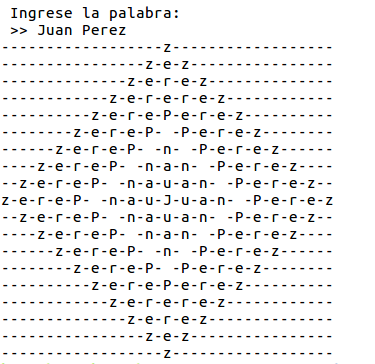 Ingrese la palabra:
>> Juan Perez
------------------z------------------
----------------z-e-z----------------
--------------z-e-r-e-z--------------
------------z-e-r-e-r-e-z------------
----------z-e-r-e-P-e-r-e-z----------
--------z-e-r-e-P- -P-e-r-e-z--------
------z-e-r-e-P- -n- -P-e-r-e-z------
----z-e-r-e-P- -n-a-n- -P-e-r-e-z----
--z-e-r-e-P- -n-a-u-a-n- -P-e-r-e-z--
z-e-r-e-P- -n-a-u-J-u-a-n- -P-e-r-e-z
--z-e-r-e-P- -n-a-u-a-n- -P-e-r-e-z--
----z-e-r-e-P- -n-a-n- -P-e-r-e-z----
------z-e-r-e-P- -n- -P-e-r-e-z------
--------z-e-r-e-P- -P-e-r-e-z--------
----------z-e-r-e-P-e-r-e-z----------
------------z-e-r-e-r-e-z------------
--------------z-e-r-e-z--------------
----------------z-e-z----------------
------------------z------------------